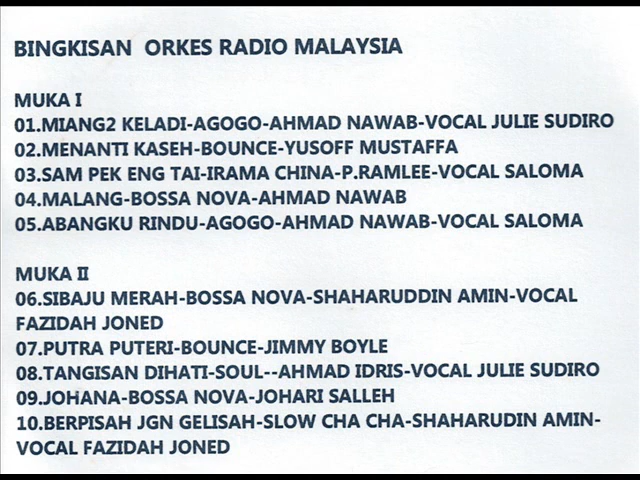 BINGKISAN  ORKES RADIO MALAYSIA
MUKA I
01.MIANG2 KELADI-AGOGO-AHMAD NAWAB-VOCAL JULIE SUDIRO
02.MENANTI KASEH-BOUNCE-YUSOFF MUSTAFFA
03.SAM PEK ENG TAI-IRAMA CHINA-P.RAMLEE-VOCAL SALOMA
04.MALANG-BOSSA NOVA-AHMAD NAWAB
05.ABANGKU RINDU-AGOGO-AHMAD NAWAB-VOCAL SALOMA
MUKA II
06.SIBAJU MERAH-BOSSA NOVA-SHAHARUDDIN AMIN-VOCAL
FAZIDAH JONED
07.PUTRA PUTERI-BOUNCE-JIMMY BOYLE
08.TANGISAN DIHATI-SOUL--AHMAD IDRIS-VOCAL JULIE SUDIRO
09.JOHANA-BOSSA NOVA-JOHARI SALLEH
10.BERPISAH JGN GELISAH-SLOW CHA CHA-SHAHARUDIN AMIN-
VOCAL FAZIDAH JONED